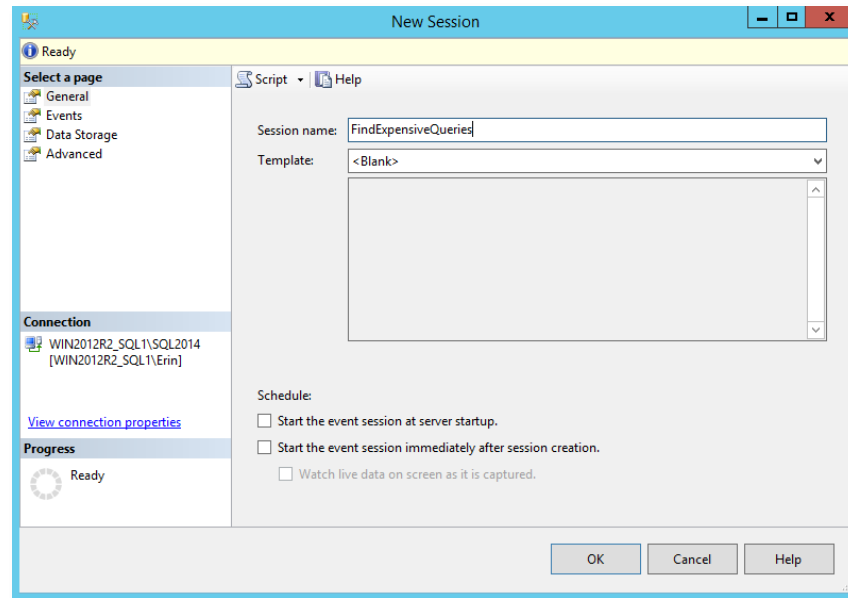 New Session
Ready
Select a page
General
Events
Data Storage
Advanced
Connection
WIN2012R2_SQL1\SQL2014
[WIN2012R2_SQL1\Erin]
View connection properties
Progress
Ready
Script Help
Session name: FindExpensiveQueries
Template: <Blank>
Schedule:
Start the event session at server startup.
Start the event session immediately after session creation.
Watch live data on screen as it is captured.
OK Cancel Help